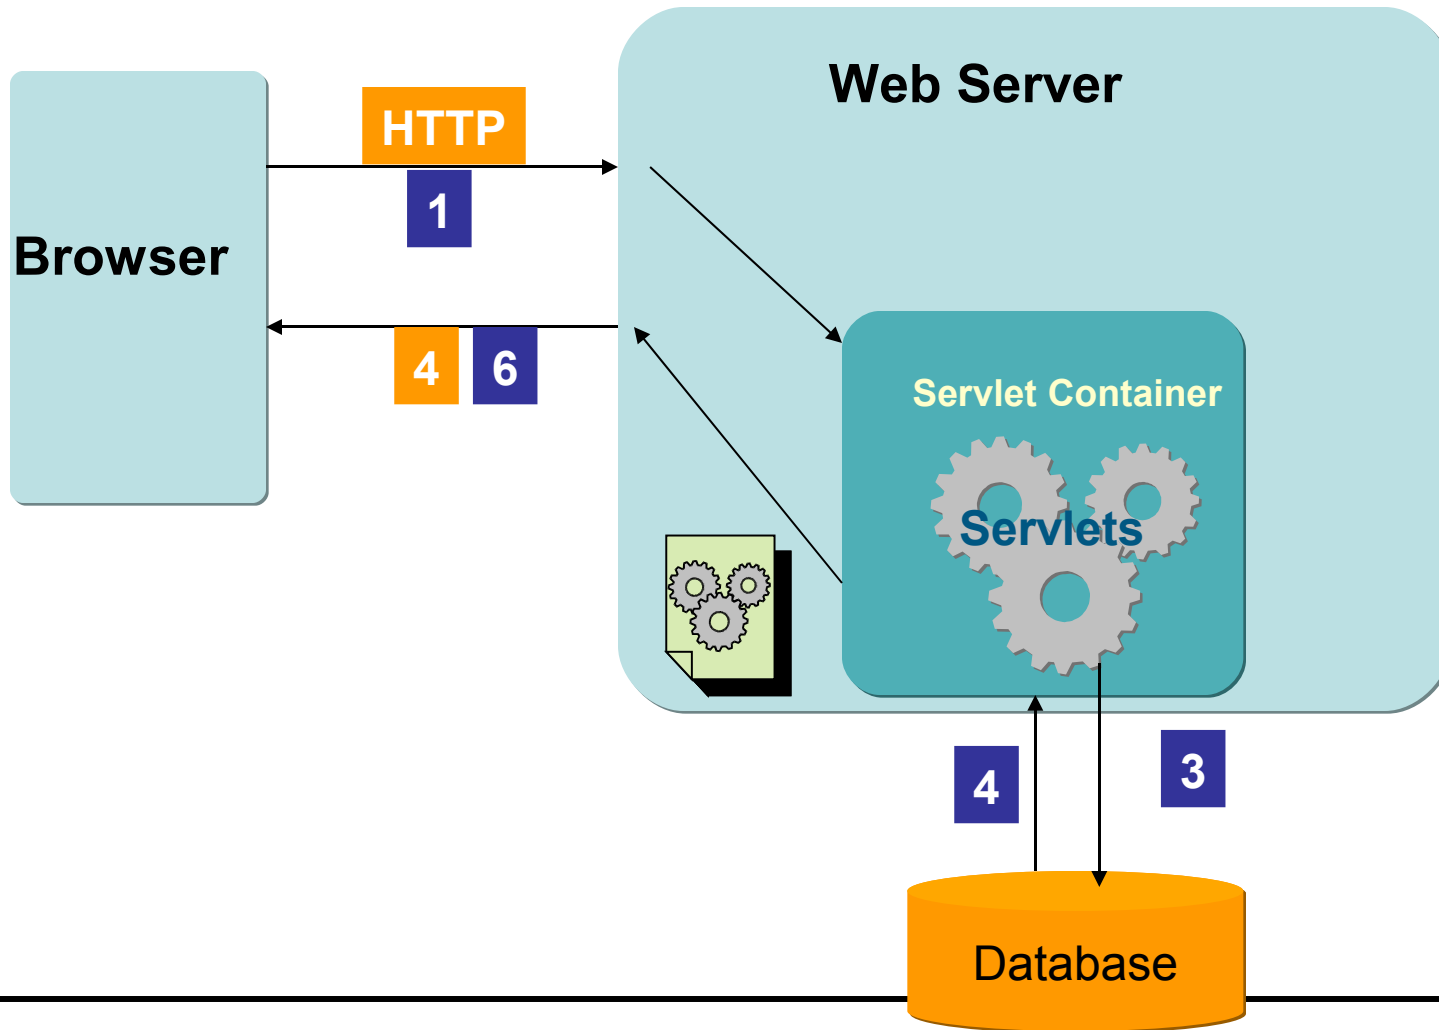 Web Server
HTTP
1
Browser
4 6
Servlet Container
Servlets
4
3
Database